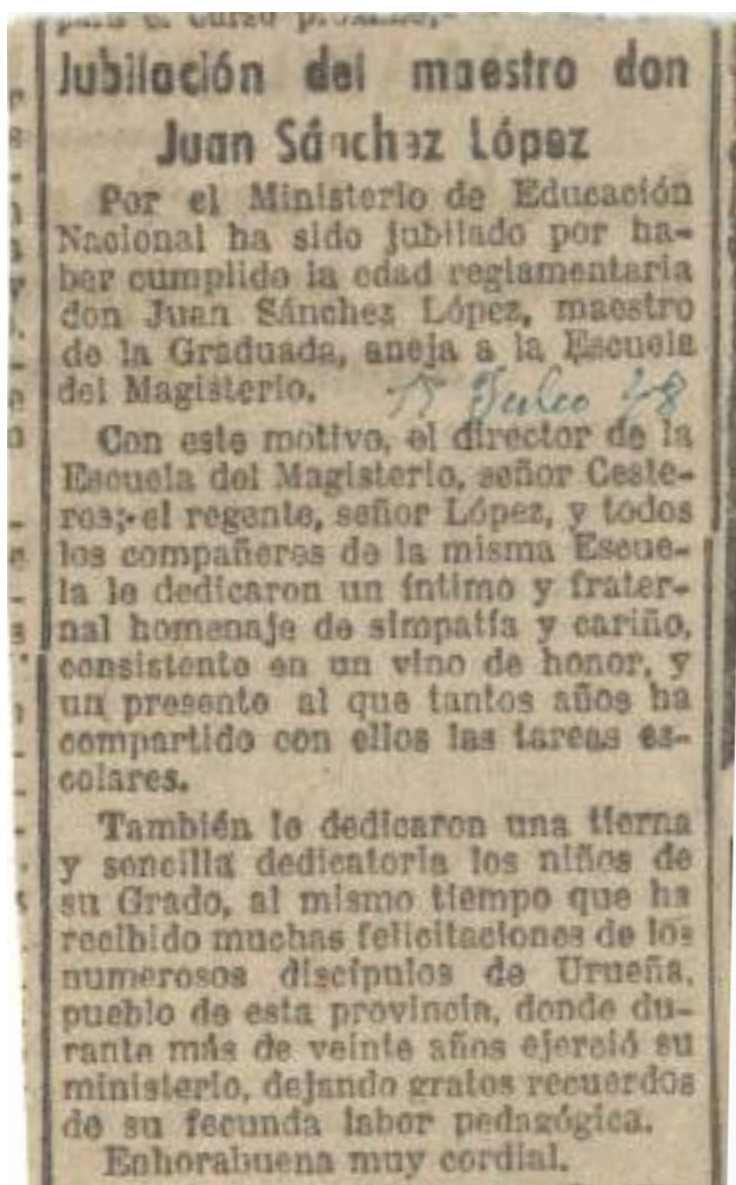 para el curso próximo,
Jubilación del maestro don
Juan Sánchez López
Por el Ministerio de Educación
Nacional ha sido jubilado por ha-
ber cumplido la edad reglamentaria
don Juan Sánchez López, maestro
de la Graduada, aneja a la Escuela
del Magisterio.
Julio 48
Con este motivo, el director de la
Escuela del Magisterio, señor Ceste-
ros; el regente, señor López, y todos
los compañeros de la misma Escue-
la le dedicaron un íntimo y frater-
nal homenaje de simpatía y cariño,
consistente en un vino de honor, y
un presente al que tantos años ha
compartido con ellos las tareas es-
colares.
También le dedicaron una tierna
y sencilla dedicatoria los niños de
su Grado, al mismo tiempo que ha
recibido muchas felicitaciones de los
numerosos discípulos de Urueña,
pueblo de esta provincia, donde du-
rante más de veinte años ejerció su
ministerio, dejando gratos recuerdos
de su fecunda labor pedagógica.
Enhorabuena muy cordial.